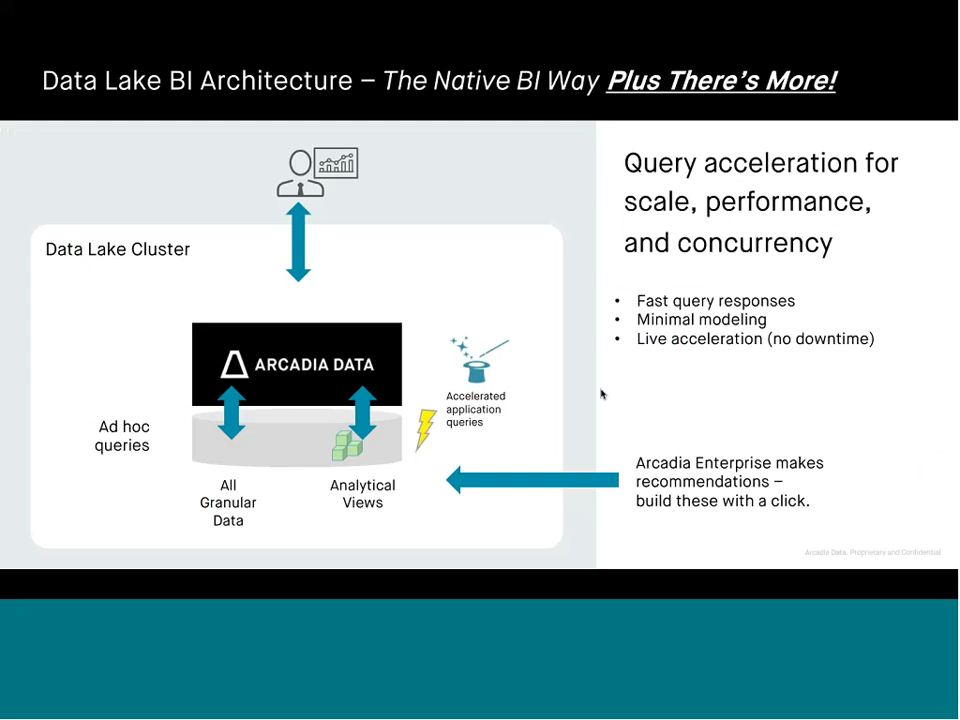 Data Lake BI Architecture – The Native BI Way Plus There's More!
Data Lake Cluster
ARCADIA DATA
Accelerated
application
queries
Ad hoc
queries
All
Granular
Data
Analytical
Views
Query acceleration for
scale, performance,
and concurrency
• Fast query responses
• Minimal modeling
• Live acceleration (no downtime)
Arcadia Enterprise makes
recommendations –
build these with a click.
Arcadia Data. Proprietary and Confidential